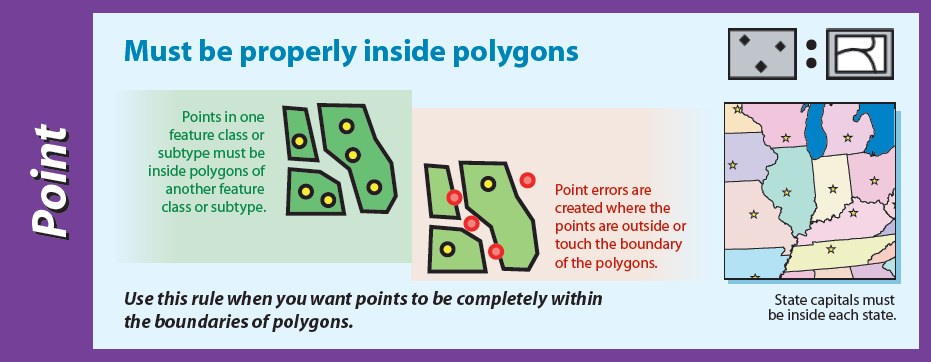 Point
Must be properly inside polygons
Points in one
feature class or
subtype must be
inside polygons of
another feature
class or subtype.
Point errors are
created where the
points are outside or
touch the boundary
of the polygons.
Use this rule when you want points to be completely within
the boundaries of polygons.
State capitals must
be inside each state.